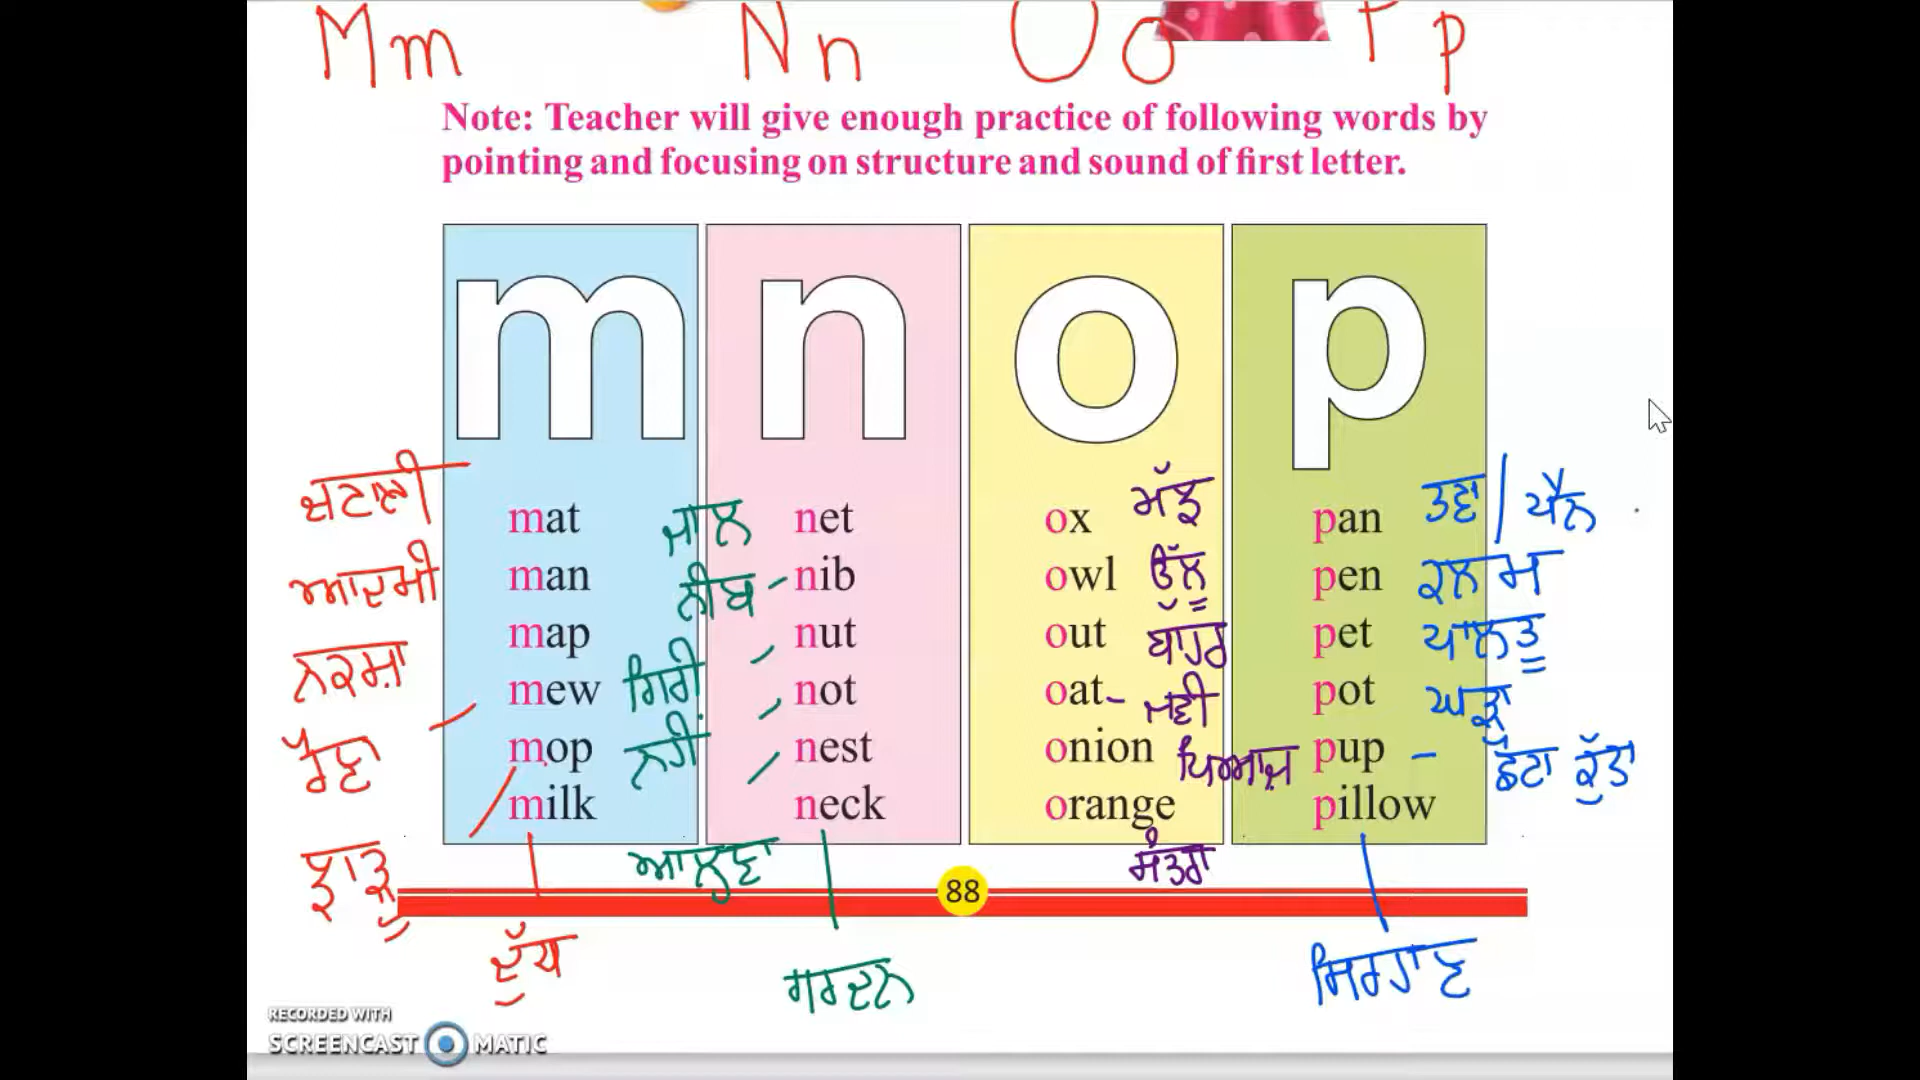 Mm Nn Oo Pp
Note: Teacher will give enough practice of following words by
pointing and focusing on structure and sound of first letter.
m n o p
mat ਜਾਲ net ox ਮੱਝ pan ਤਵਾ / ਪੈਨ
ਆਦਮੀ man ਨੀਬ - nib owl ਉੱਲੂ pen ਕਲਮ
ਨਕਸ਼ਾ map nut out ਬਾਹਰ pet ਪਾਲਤੂ
mew ਗਿਰੀ not oat - ਜਵੀ pot ਘੜਾ
mop ਨਹੀਂ nest onion ਪਿਆਜ਼ pup - ਛੋਟਾ ਕੁੱਤਾ
milk neck orange pillow
ਝਾੜੂ ਆਲ੍ਹਣਾ ਸੰਤਰਾ
88
ਦੁੱਧ ਗਰਦਨ
RECORDED WITH
SCREENCAST MATIC